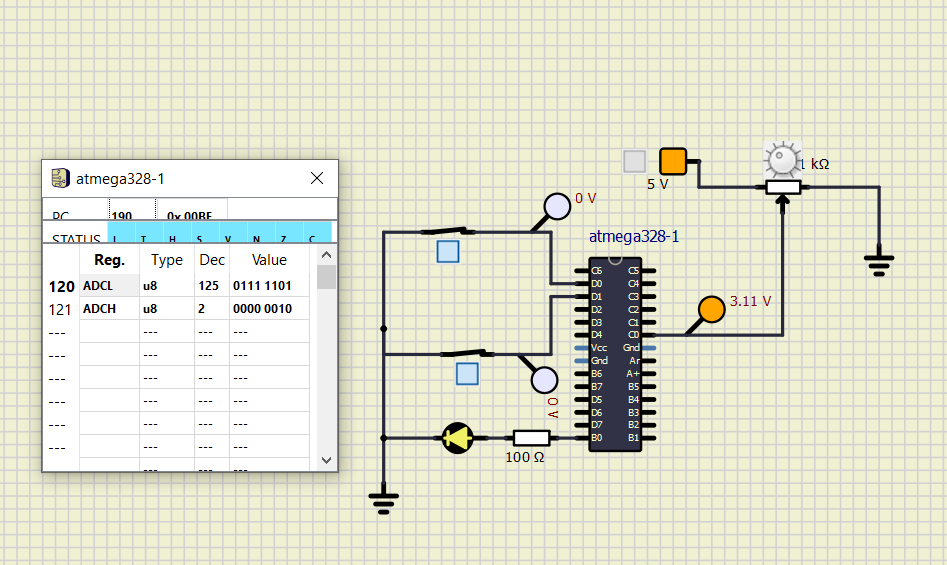 atmega328-1
PC 190 0x 00BE
STATUS I T H S V N Z C
Reg. Type Dec Value
120 ADCL u8 125 0111 1101
121 ADCH u8 2 0000 0010
--- --- --- ---
--- --- --- ---
--- --- --- ---
--- --- --- ---
--- --- --- ---
--- --- --- ---
--- --- ---
5 V
1 kΩ
0 V
atmega328-1
3.11 V
C6 C5
D0 C4
D1 C3
D2 C2
D3 C1
D4 C0
Vcc Gnd
Gnd Ar
B6 A+
B7 B5
D5 B4
D6 B3
D7 B2
B0 B1
0 V
100 Ω